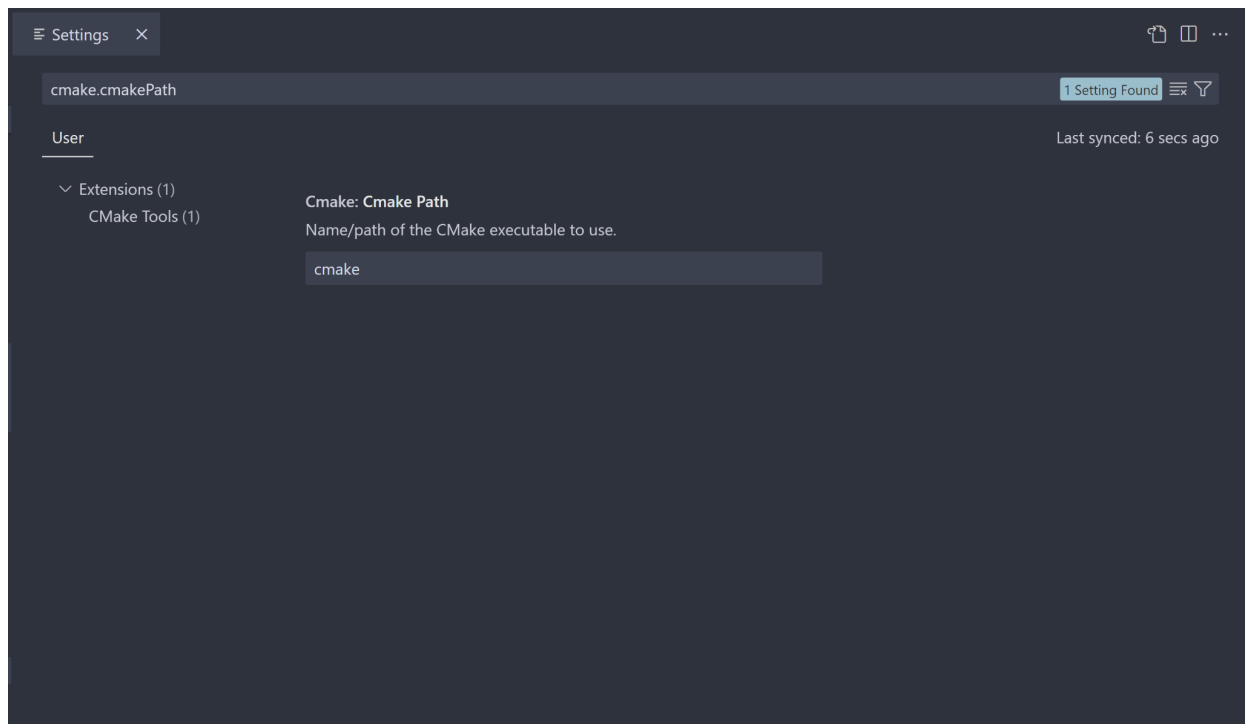 Settings
cmake.cmakePath
1 Setting Found
User
Last synced: 6 secs ago
Extensions (1)
CMake Tools (1)
Cmake: Cmake Path
Name/path of the CMake executable to use.
cmake